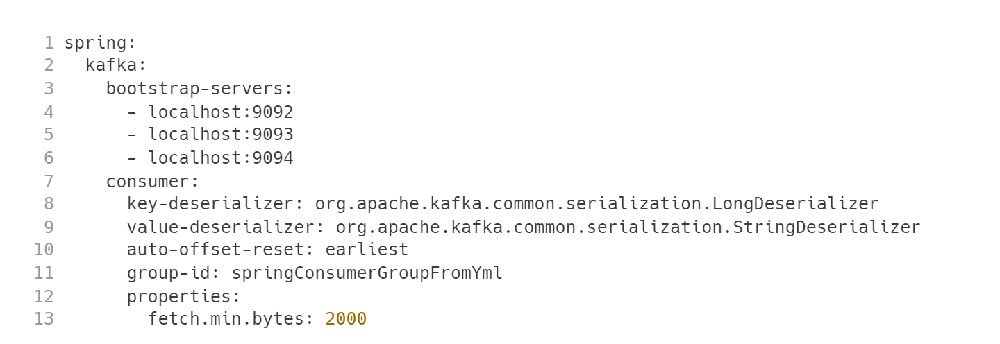 1 spring:
2   kafka:
3     bootstrap-servers:
4       - localhost:9092
5       - localhost:9093
6       - localhost:9094
7     consumer:
8       key-deserializer: org.apache.kafka.common.serialization.LongDeserializer
9       value-deserializer: org.apache.kafka.common.serialization.StringDeserializer
10       auto-offset-reset: earliest
11       group-id: springConsumerGroupFromYml
12       properties:
13         fetch.min.bytes: 2000